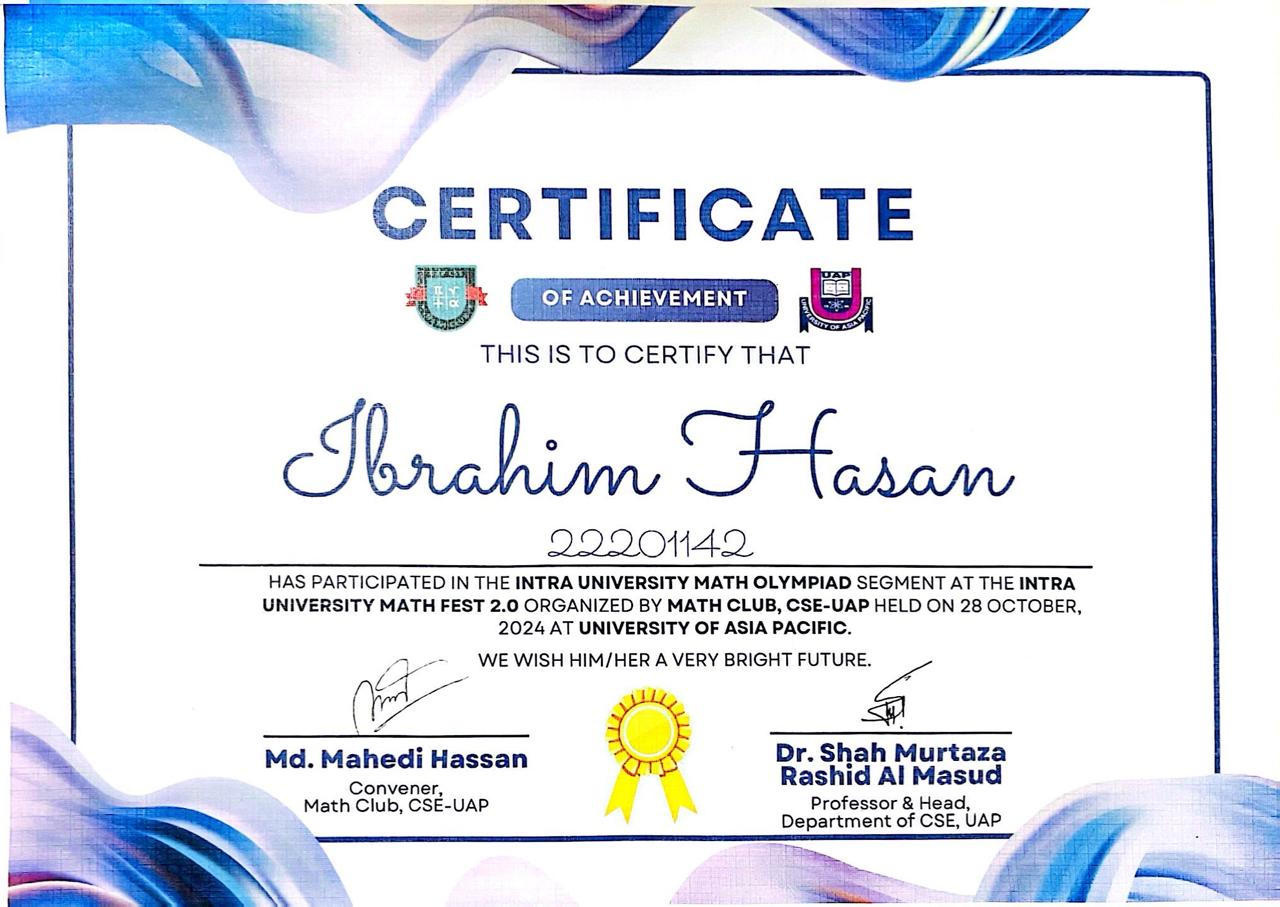 CERTIFICATE
OF ACHIEVEMENT
UAP
UNIVERSITY OF ASIA PACIFIC
THIS IS TO CERTIFY THAT
Ibrahim Hasan
22201142
HAS PARTICIPATED IN THE INTRA UNIVERSITY MATH OLYMPIAD SEGMENT AT THE INTRA
UNIVERSITY MATH FEST 2.0 ORGANIZED BY MATH CLUB, CSE-UAP HELD ON 28 OCTOBER,
2024 AT UNIVERSITY OF ASIA PACIFIC.
WE WISH HIM/HER A VERY BRIGHT FUTURE.
Md. Mahedi Hassan
Convener,
Math Club, CSE-UAP
Dr. Shah Murtaza
Rashid Al Masud
Professor & Head,
Department of CSE, UAP